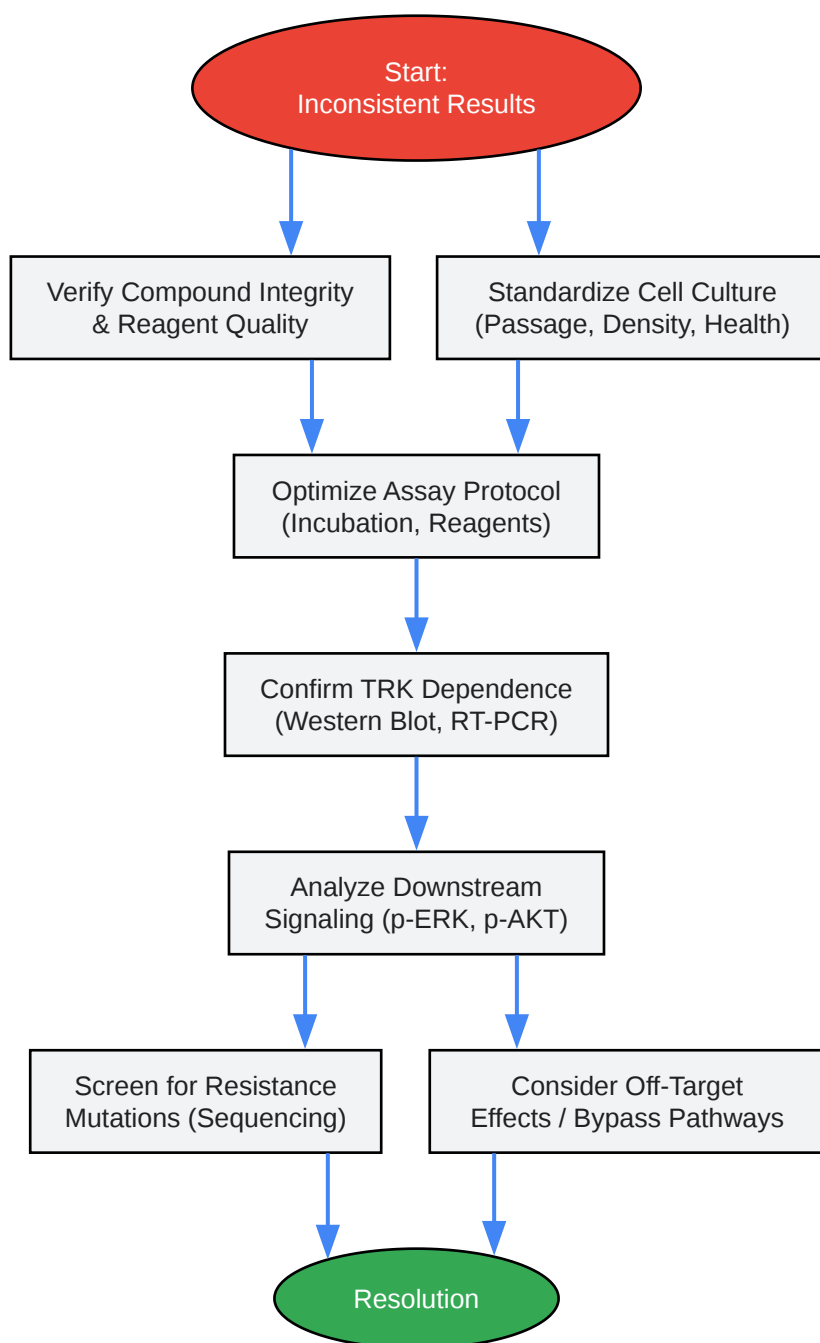 Start:
Inconsistent Results
Verify Compound Integrity
& Reagent Quality
Standardize Cell Culture
(Passage, Density, Health)
Optimize Assay Protocol
(Incubation, Reagents)
Confirm TRK Dependence
(Western Blot, RT-PCR)
Analyze Downstream
Signaling (p-ERK, p-AKT)
Screen for Resistance
Mutations (Sequencing)
Consider Off-Target
Effects / Bypass Pathways
Resolution